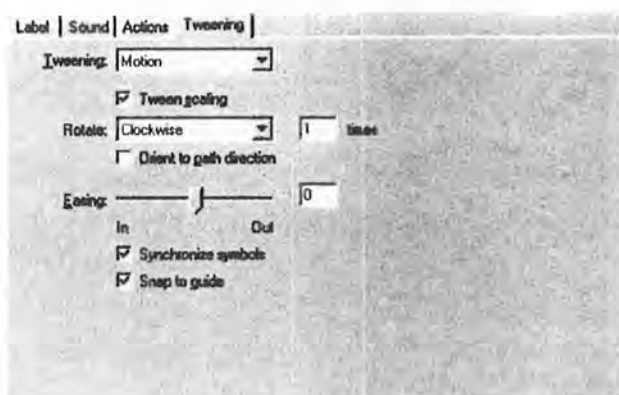 Label | Sound | Actions Tweening
Tweening: Motion
Tween scaling
Rotate: Clockwise 1 times
Orient to path direction
Easing: 0
In Out
Synchronize symbols
Snap to guide